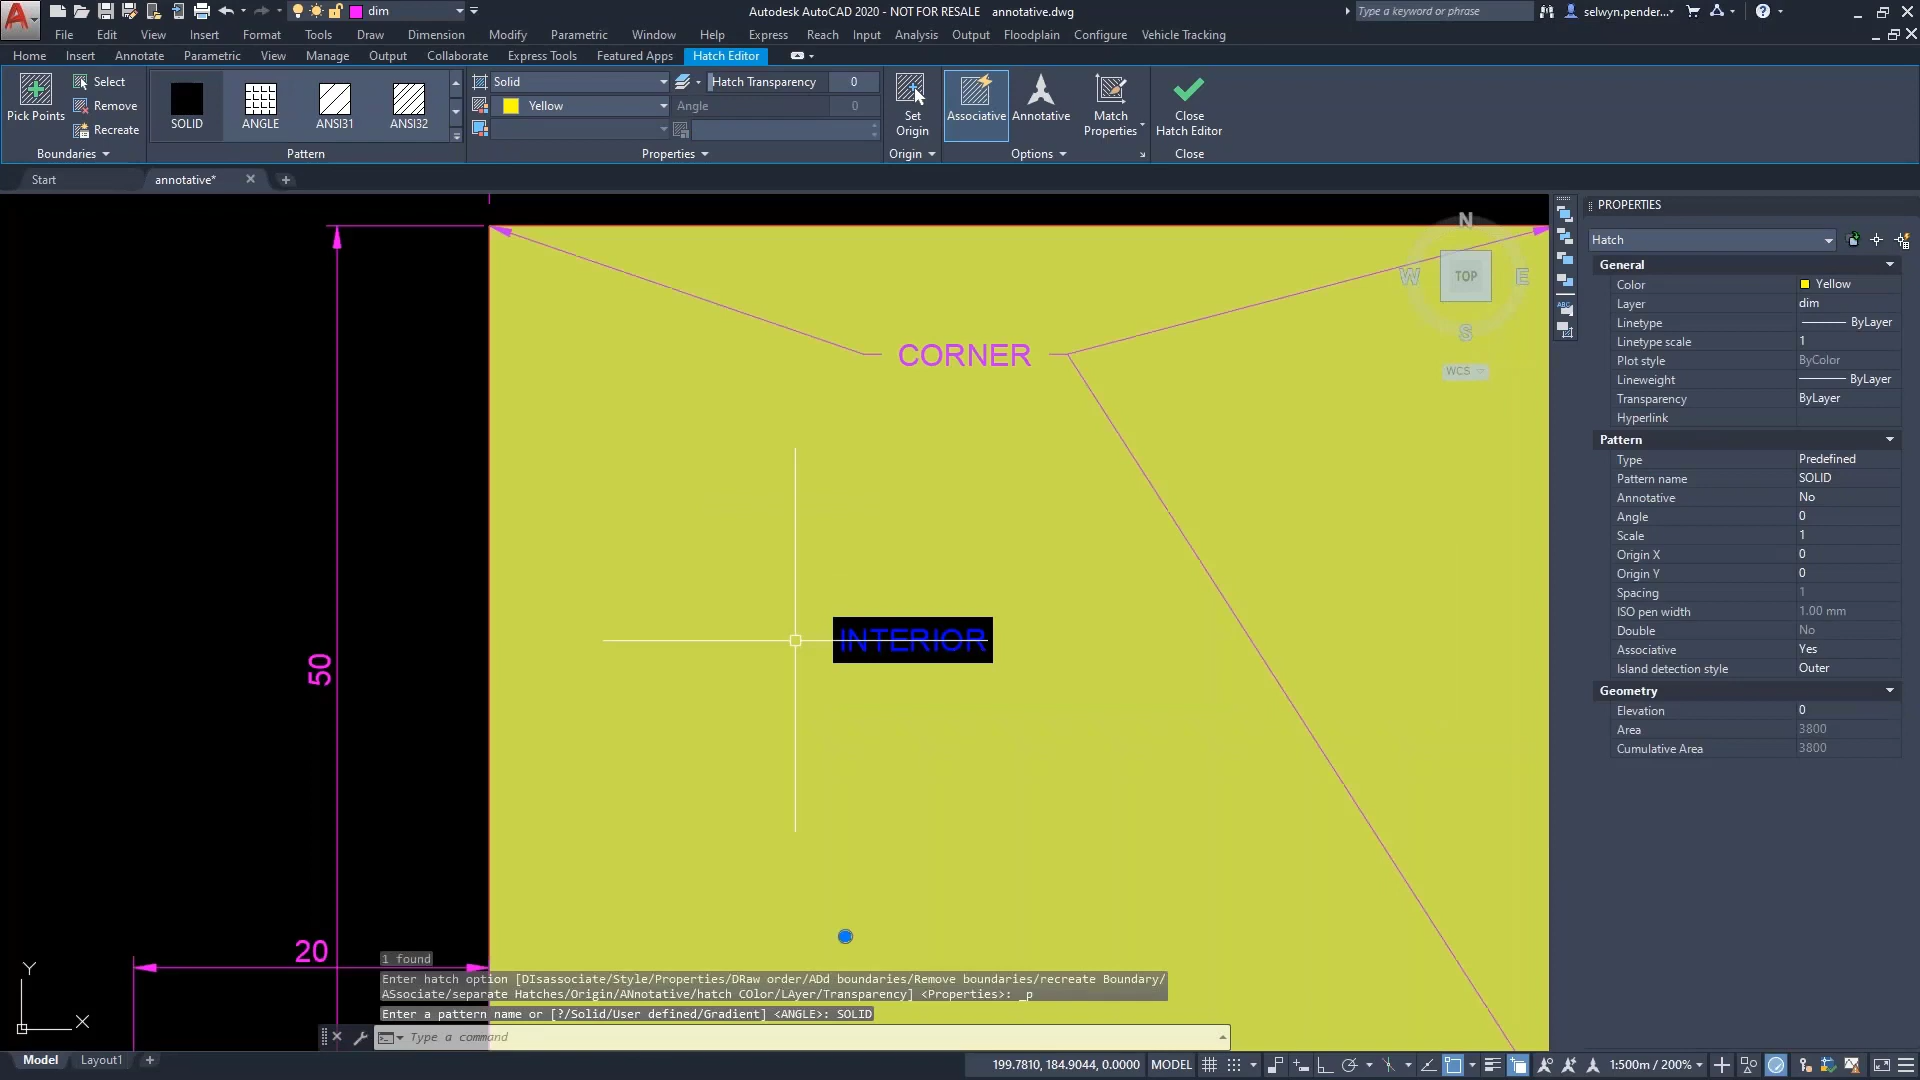 dim
Autodesk AutoCAD 2020 - NOT FOR RESALE annotative.dwg
Type a keyword or phrase
selwyn.pender...
File Edit View Insert Format Tools Draw Dimension Modify Parametric Window Help Express Reach Input Analysis Output Floodplain Configure Vehicle Tracking
Home Insert Annotate Parametric View Manage Output Collaborate Express Tools Featured Apps Hatch Editor
Pick Points
Select
Remove
Recreate
Boundaries
SOLID
ANGLE
ANSI31
ANSI32
Pattern
Solid
Yellow
Hatch Transparency 0
Angle 0
Properties
Set
Origin
Origin
Associative
Annotative
Match
Properties
Options
Close
Hatch Editor
Close
Start
annotative*
PROPERTIES
Hatch
General
Color Yellow
Layer dim
Linetype ByLayer
Linetype scale 1
Plot style ByColor
Lineweight ByLayer
Transparency ByLayer
Hyperlink
Pattern
Type Predefined
Pattern name SOLID
Annotative No
Angle 0
Scale 1
Origin X 0
Origin Y 0
Spacing 1
ISO pen width 1.00 mm
Double No
Associative Yes
Island detection style Outer
Geometry
Elevation 0
Area 3800
Cumulative Area 3800
N
W TOP E
S
WCS
CORNER
INTERIOR
50
20
Y
X
1 found
Enter hatch option [DIsassociate/Style/Properties/DRaw order/ADd boundaries/Remove boundaries/recreate Boundary/
ASsociate/separate Hatches/Origin/ANnotative/hatch COlor/LAyer/Transparency] <Properties>: _p
Enter a pattern name or [?/Solid/User defined/Gradient] <ANGLE>: SOLID
Type a command
Model Layout1
199.7810, 184.9044, 0.0000 MODEL
1:500m / 200%